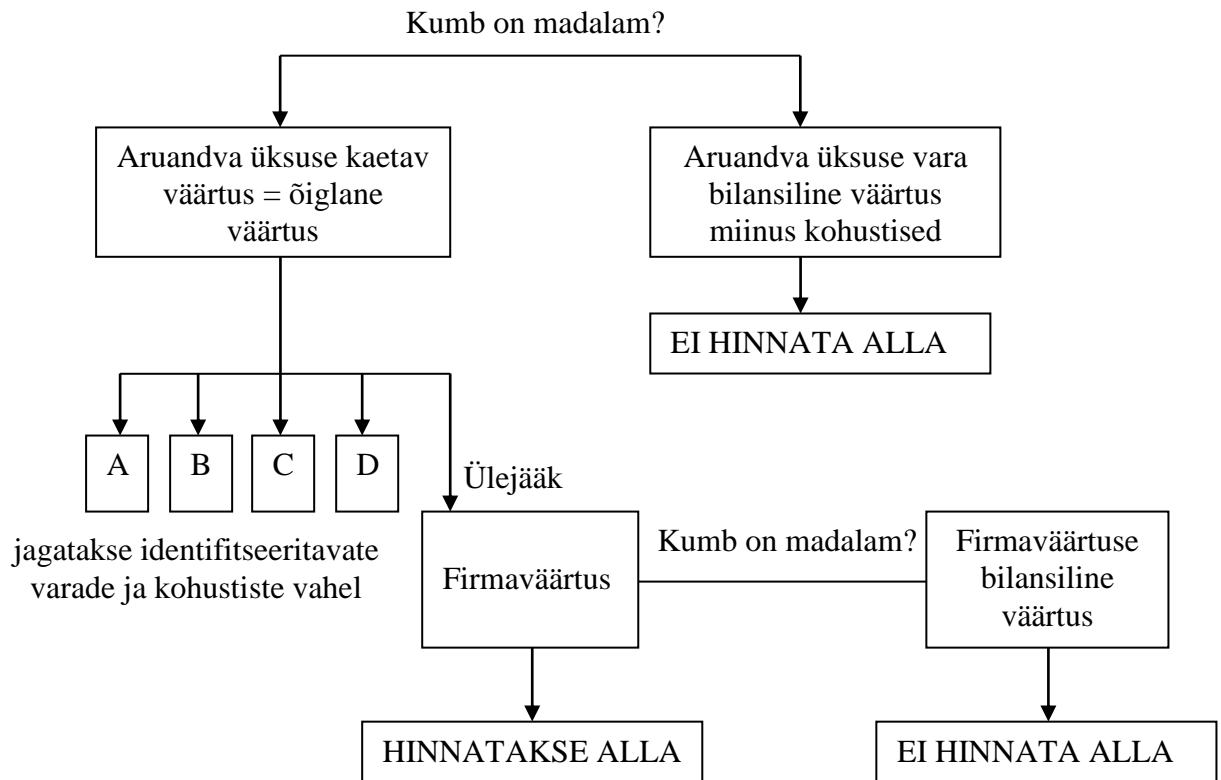 Kumb on madalam?
Aruandva üksuse kaetav
väärtus = õiglane
väärtus
Aruandva üksuse vara
bilansiline väärtus
miinus kohustised
EI HINNATA ALLA
A
B
C
D
Ülejääk
jagatakse identifitseeritavate
varade ja kohustiste vahel
Firmaväärtus
Kumb on madalam?
Firmaväärtuse
bilansiline
väärtus
HINNATAKSE ALLA
EI HINNATA ALLA